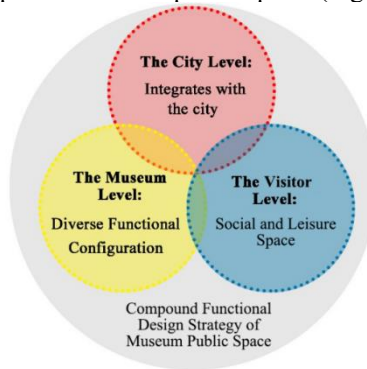 The City Level:
Integrates with
the city
The Museum
Level:
Diverse Functional
Configuration
The Visitor
Level:
Social and Leisure
Space
Compound Functional
Design Strategy of
Museum Public Space